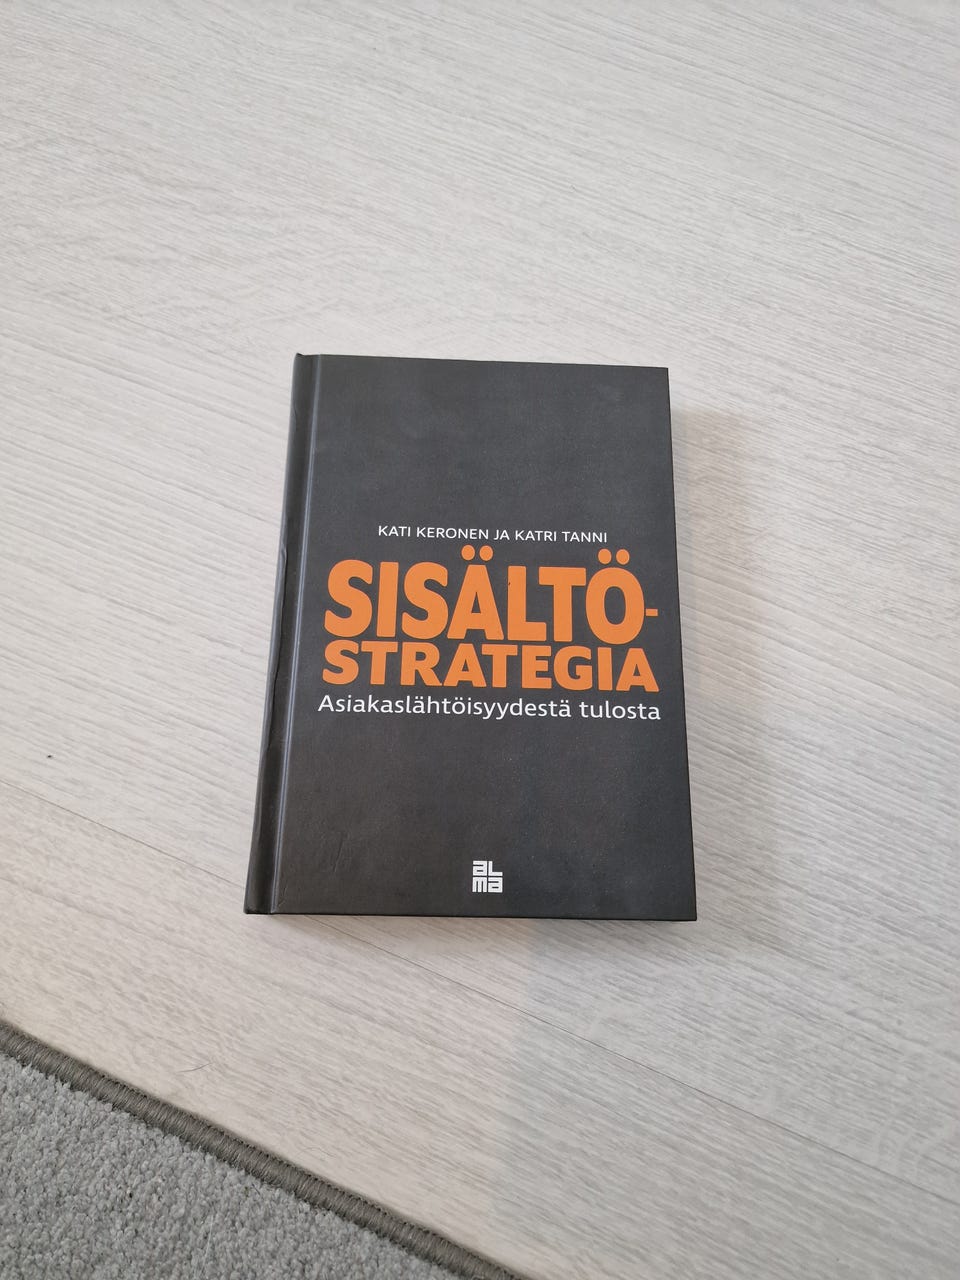 KATI KERONEN JA KATRI TANNI
SISÄLTÖ-
STRATEGIA
Asiakaslähtöisyydestä tulosta
aL
ma